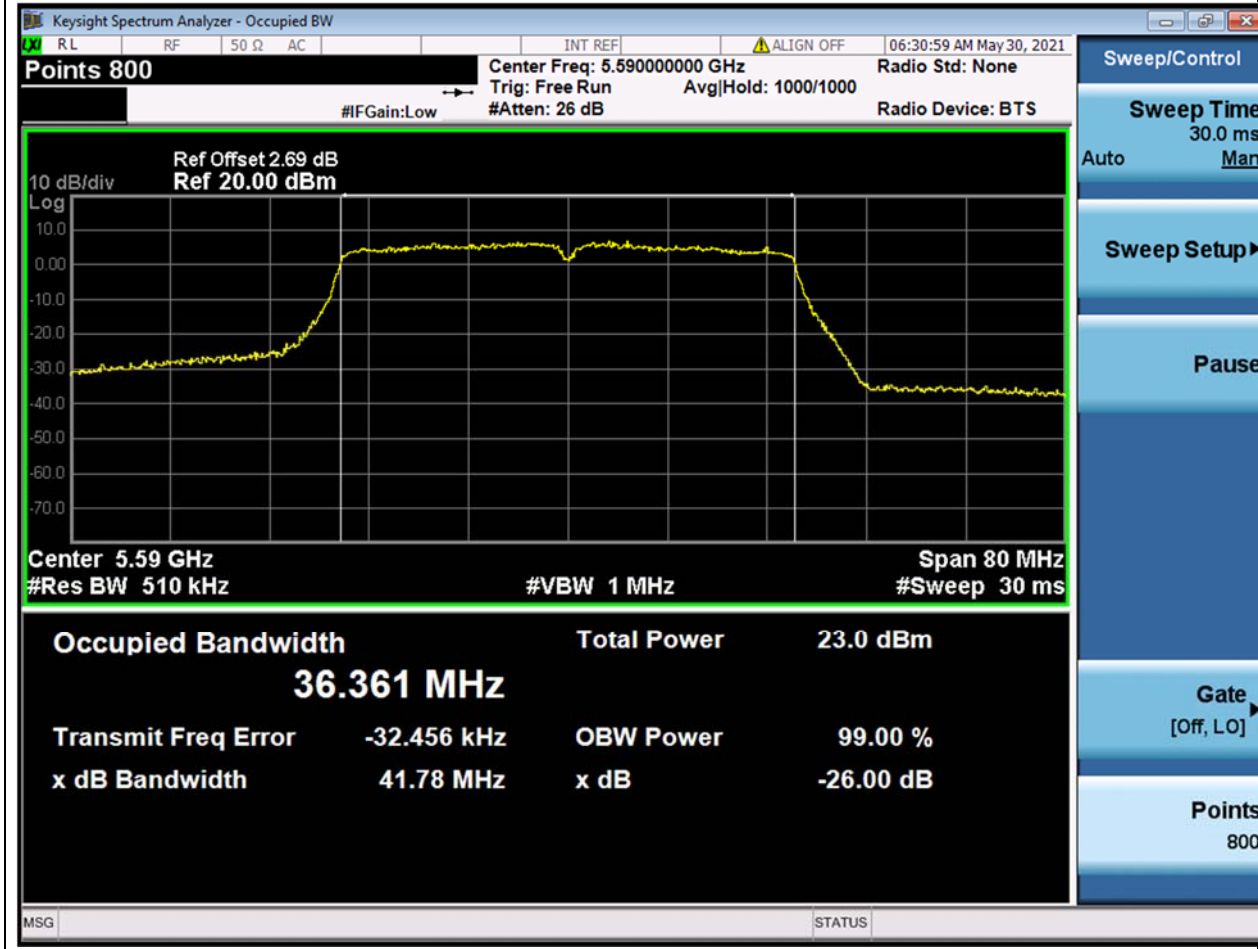 Keysight Spectrum Analyzer - Occupied BW
LXI RL RF 50 Ω AC INT REF ALIGN OFF 06:30:59 AM May 30, 2021
Points 800
Center Freq: 5.590000000 GHz
Radio Std: None
Trig: Free Run
Avg|Hold: 1000/1000
#IFGain:Low
#Atten: 26 dB
Radio Device: BTS
Ref Offset 2.69 dB
10 dB/div
Ref 20.00 dBm
Log
10.0
0.00
-10.0
-20.0
-30.0
-40.0
-50.0
-60.0
-70.0
Center 5.59 GHz
Span 80 MHz
#Res BW 510 kHz
#VBW 1 MHz
#Sweep 30 ms
Occupied Bandwidth
36.361 MHz
Total Power 23.0 dBm
Transmit Freq Error -32.456 kHz
OBW Power 99.00 %
x dB Bandwidth 41.78 MHz
x dB -26.00 dB
MSG
STATUS
Sweep/Control
Sweep Time
30.0 ms
Auto Man
Sweep Setup
Pause
Gate
[Off, LO]
Points
800